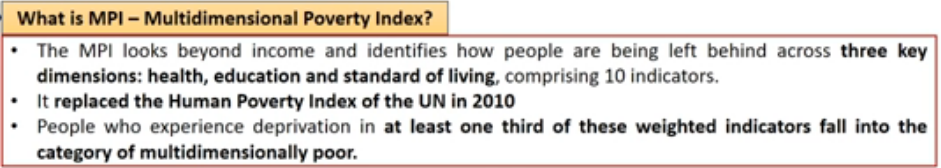 What is MPI – Multidimensional Poverty Index?
• The MPI looks beyond income and identifies how people are being left behind across three key
dimensions: health, education and standard of living, comprising 10 indicators.
• It replaced the Human Poverty Index of the UN in 2010
• People who experience deprivation in at least one third of these weighted indicators fall into the
category of multidimensionally poor.